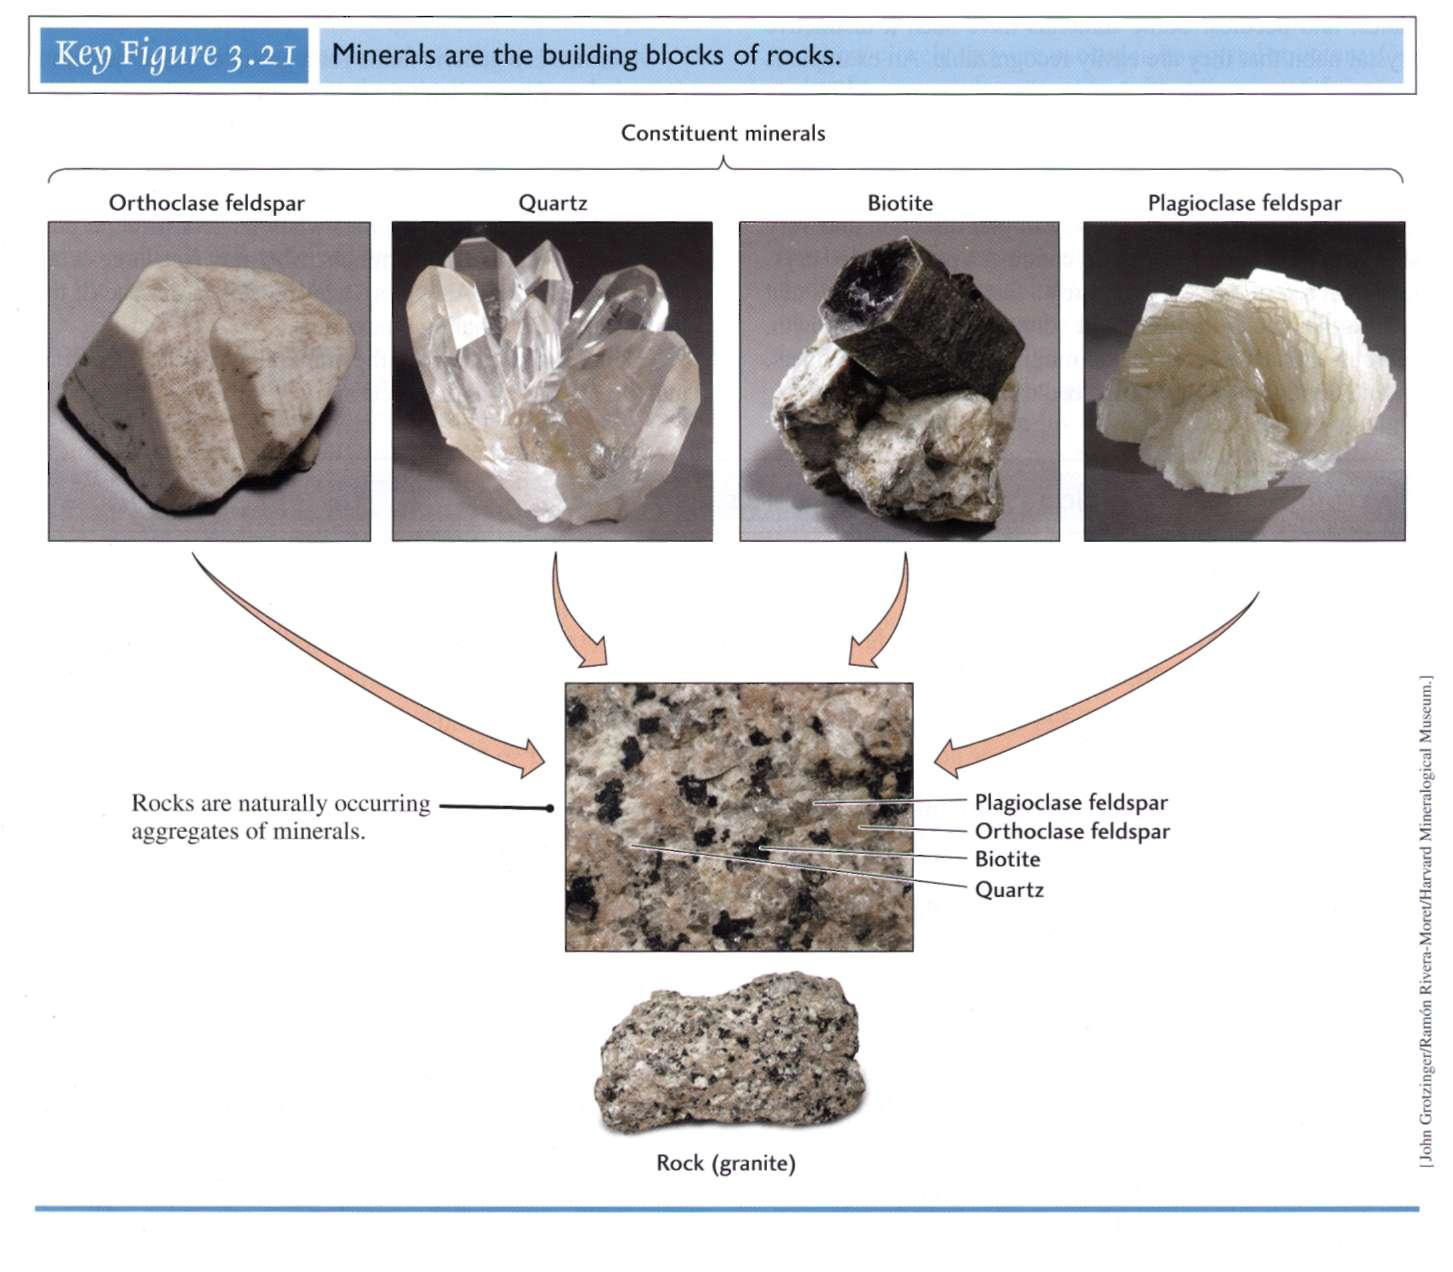 Key Figure 3.21
Minerals are the building blocks of rocks.
Constituent minerals
Orthoclase feldspar
Quartz
Biotite
Plagioclase feldspar
Rocks are naturally occurring
aggregates of minerals.
Plagioclase feldspar
Orthoclase feldspar
Biotite
Quartz
Rock (granite)
[John Grotzinger/Ramón Rivera-Moret/Harvard Mineralogical Museum.]